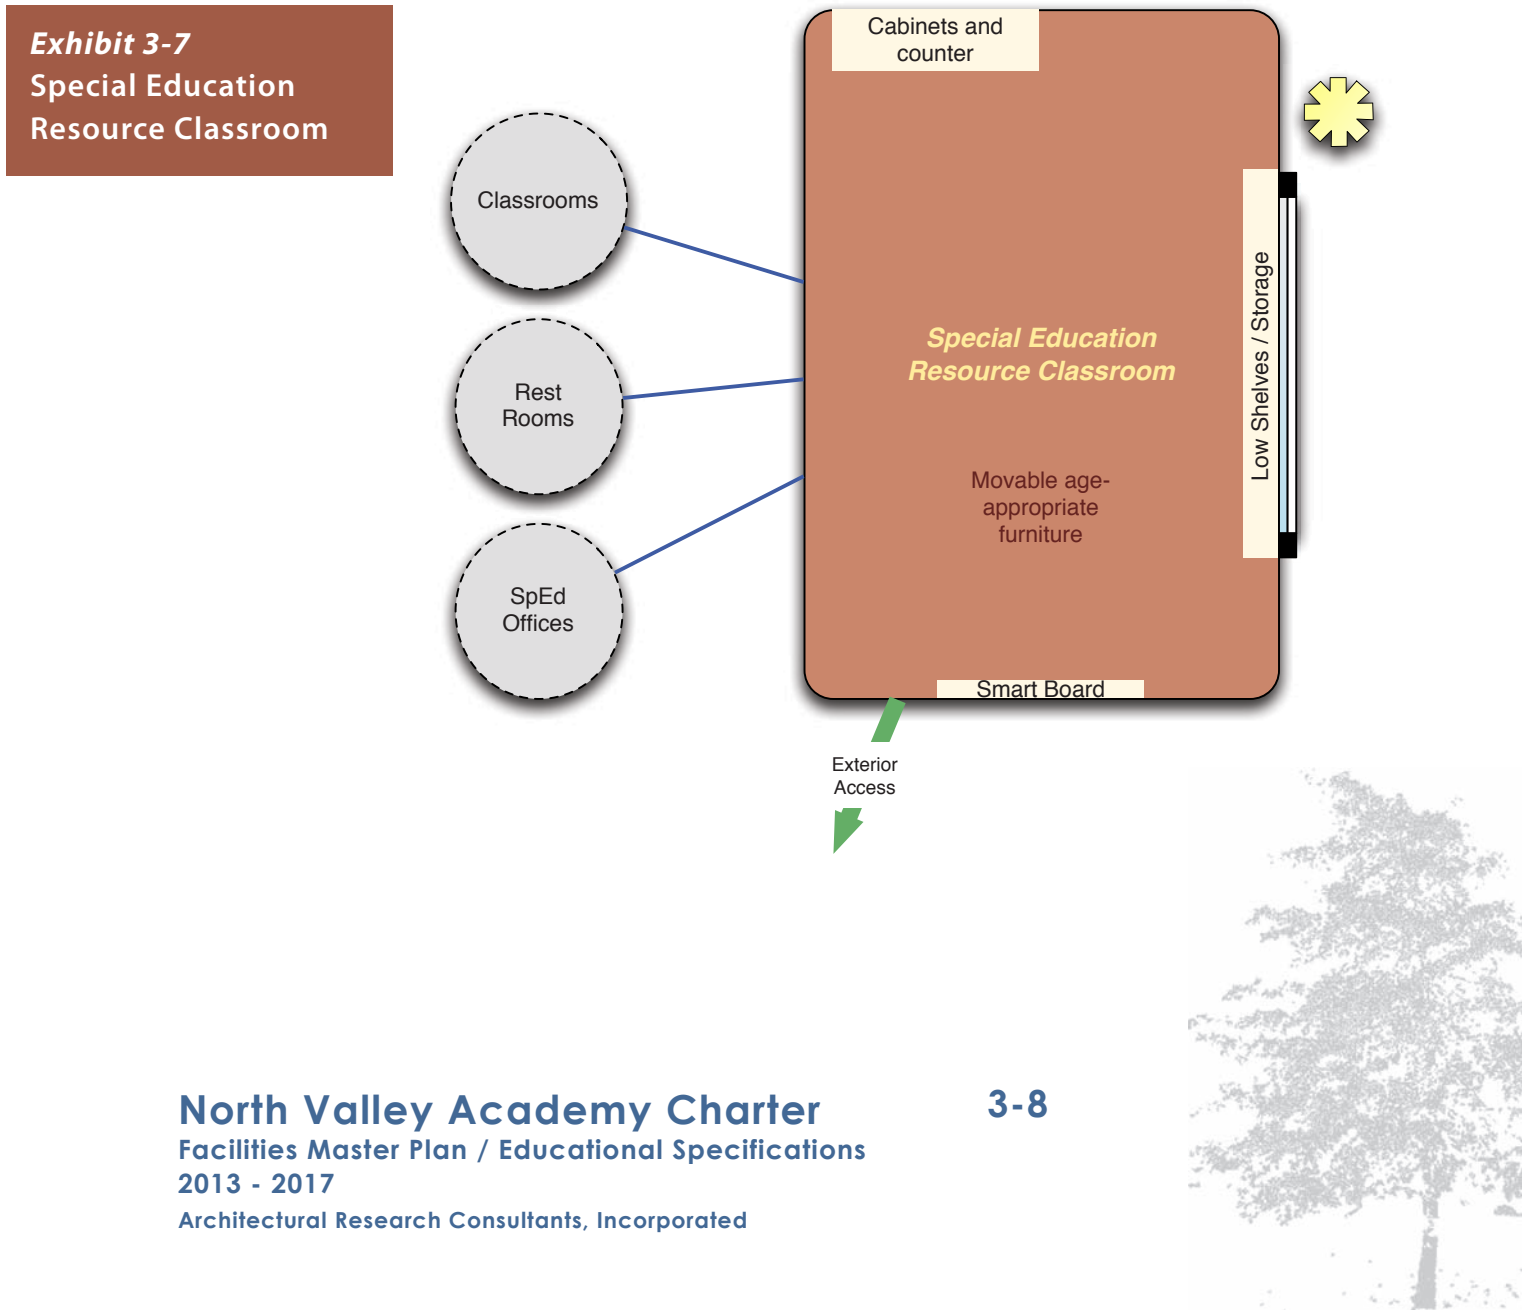 Exhibit 3-7
Special Education
Resource Classroom
Cabinets and
counter
Classrooms
Rest
Rooms
SpEd
Offices
Special Education
Resource Classroom
Movable age-
appropriate
furniture
Low Shelves / Storage
Smart Board
Exterior
Access
North Valley Academy Charter
3-8
Facilities Master Plan / Educational Specifications
2013 - 2017
Architectural Research Consultants, Incorporated